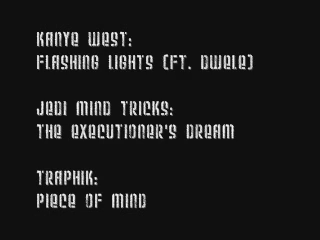 Kanye West:
Flashing Lights (ft. Dwele)
Jedi Mind Tricks:
The Executioner's Dream
Traphik:
Piece of Mind